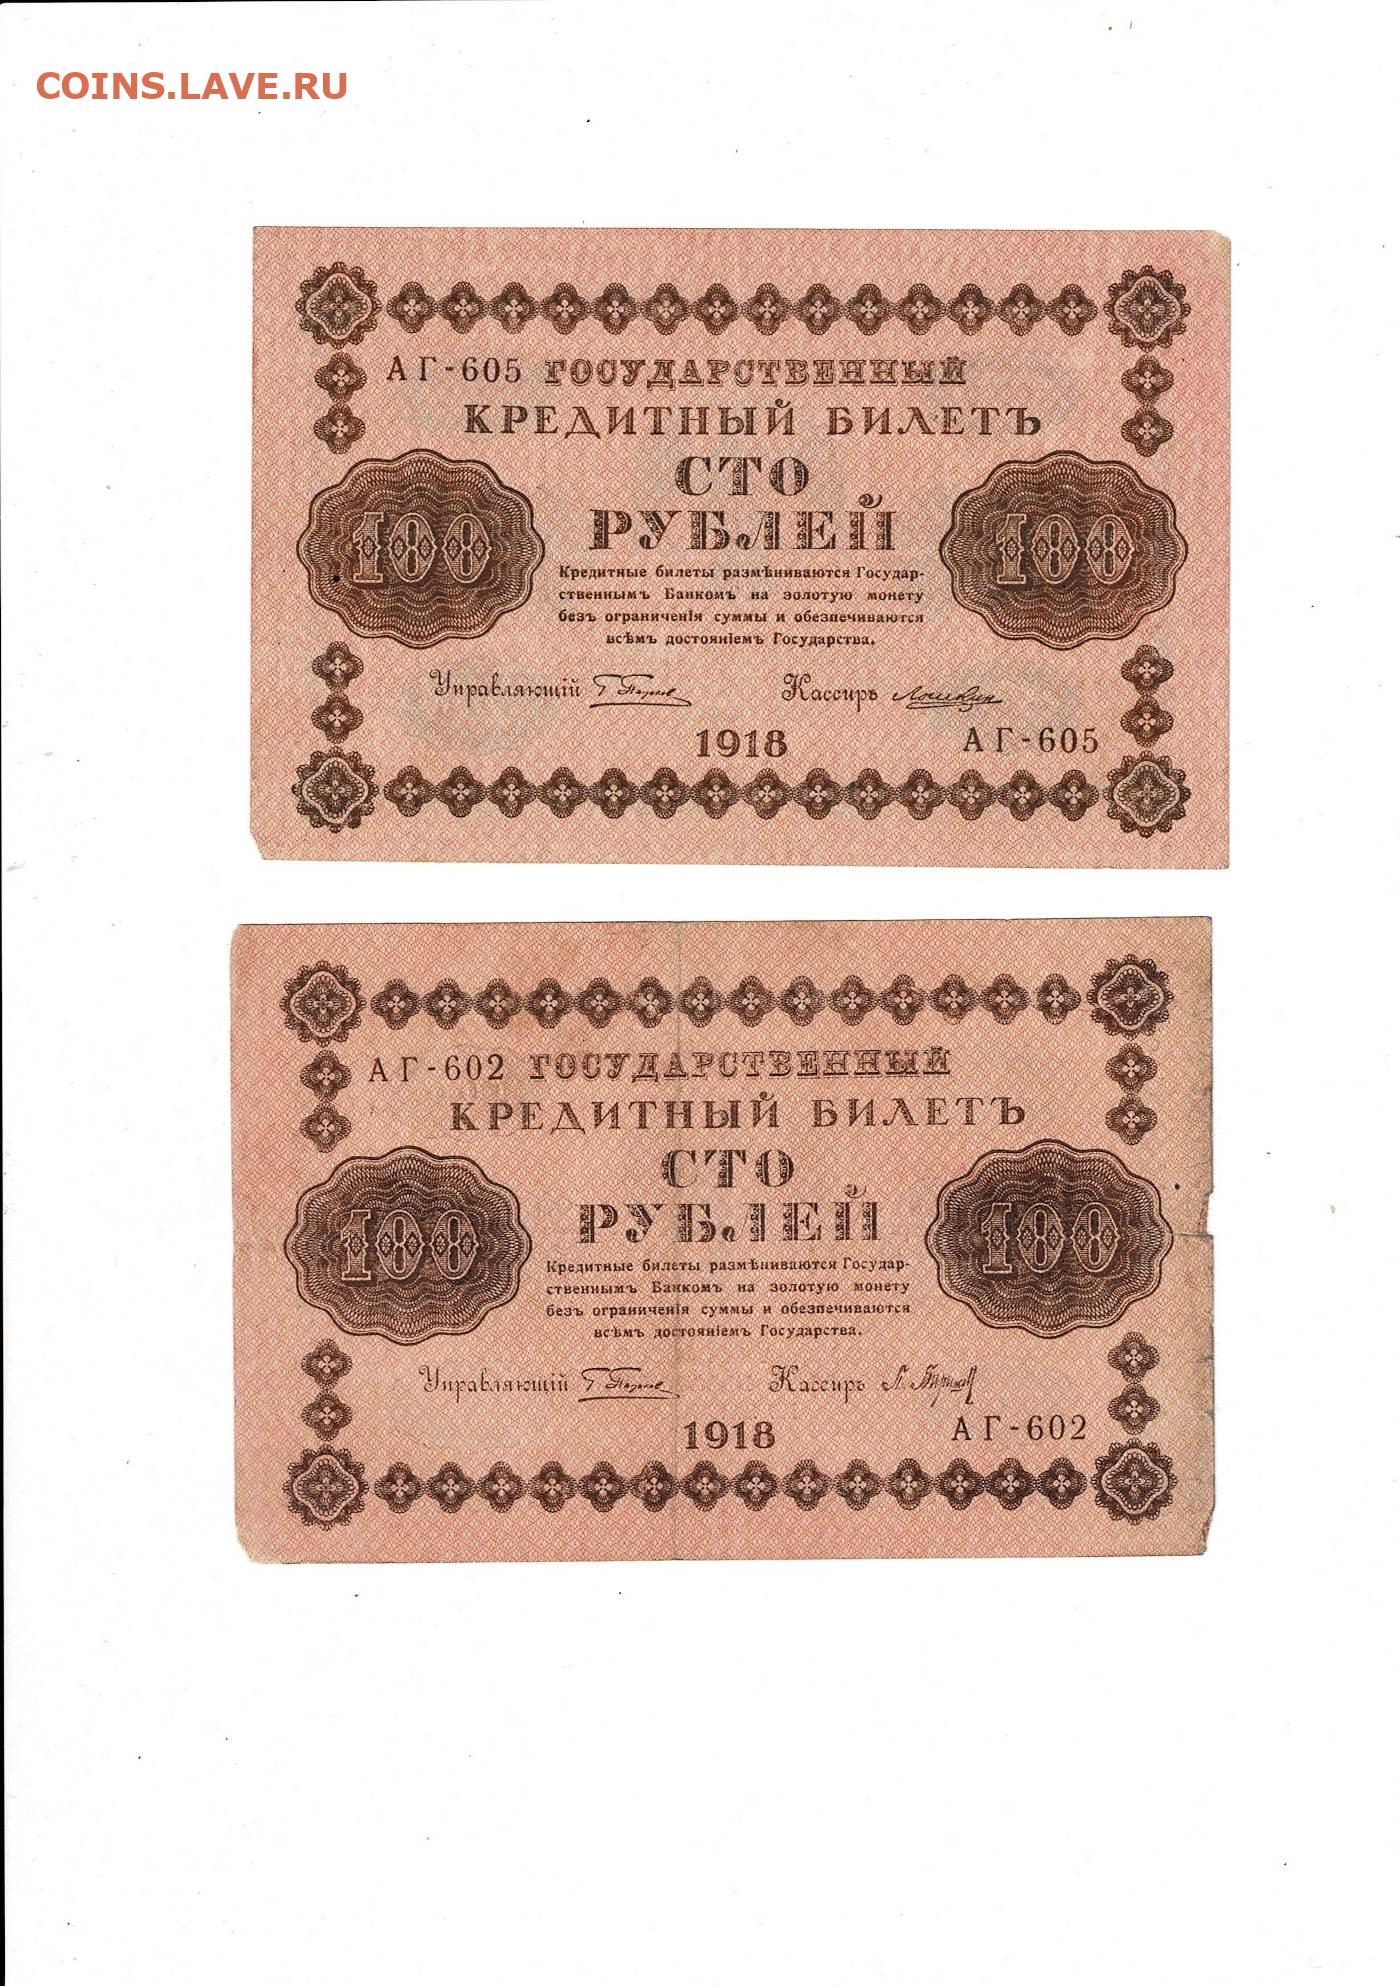 COINS.LAVE.RU
АГ-605 ГОСУДАРСТВЕННЫЙ
КРЕДИТНЫЙ БИЛЕТЪ
СТО
РУБЛЕЙ
100
100
Кредитные билеты размѣниваются Государ-
ственнымъ Банкомъ на золотую монету
безъ ограниченія суммы и обезпечиваются
всѣмъ достояніемъ Государства.
Управляющій Кассиръ
1918 АГ-605
АГ-602 ГОСУДАРСТВЕННЫЙ
КРЕДИТНЫЙ БИЛЕТЪ
СТО
РУБЛЕЙ
100
100
Кредитные билеты размѣниваются Государ-
ственнымъ Банкомъ на золотую монету
безъ ограниченія суммы и обезпечиваются
всѣмъ достояніемъ Государства.
Управляющій Кассиръ
1918 АГ-602